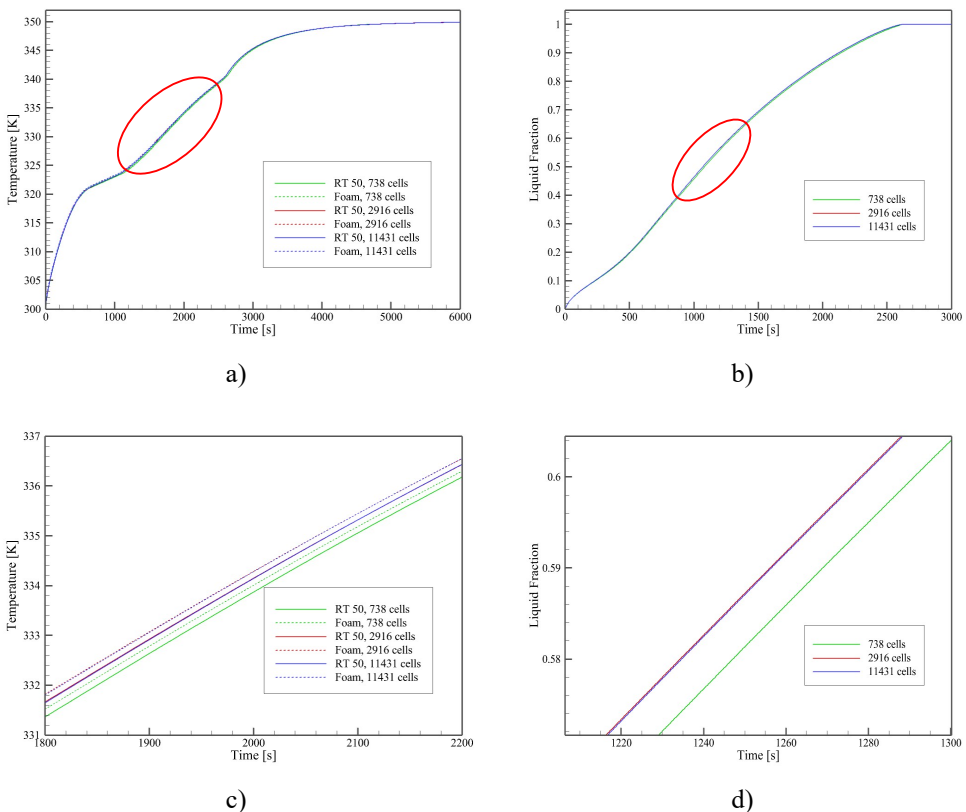 350
345
340
335
330
325
320
315
310
305
300
Temperature [K]
RT 50, 738 cells
Foam, 738 cells
RT 50, 2916 cells
Foam, 2916 cells
RT 50, 11431 cells
Foam, 11431 cells
0 1000 2000 3000 4000 5000 6000
Time [s]
a)
1
0.9
0.8
0.7
0.6
0.5
0.4
0.3
0.2
0.1
0
Liquid Fraction
738 cells
2916 cells
11431 cells
0 500 1000 1500 2000 2500 3000
Time [s]
b)
337
336
335
334
333
332
331
Temperature [K]
RT 50, 738 cells
Foam, 738 cells
RT 50, 2916 cells
Foam, 2916 cells
RT 50, 11431 cells
Foam, 11431 cells
1800 1900 2000 2100 2200
Time [s]
c)
0.6
0.59
0.58
Liquid Fraction
738 cells
2916 cells
11431 cells
1220 1240 1260 1280 1300
Time [s]
d)